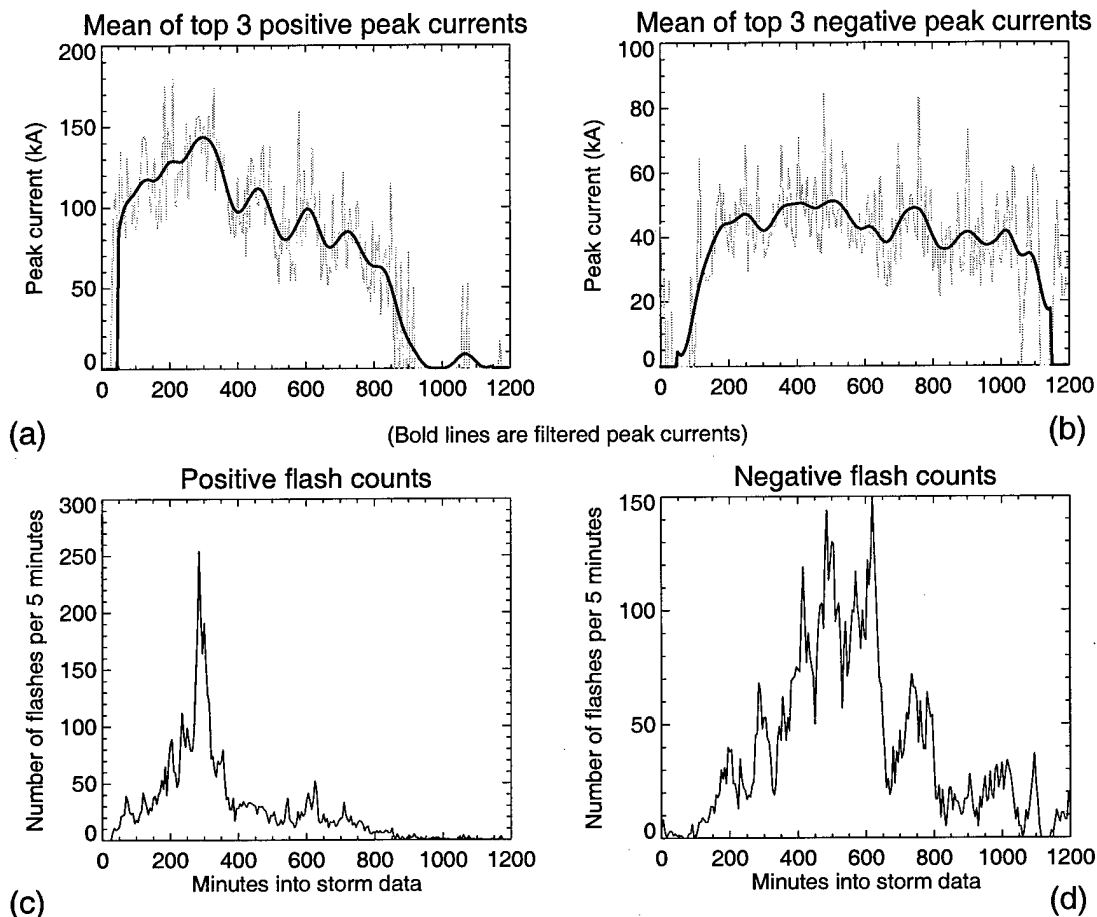 Mean of top 3 positive peak currents
200
150
100
50
0
Peak current (kA)
0 200 400 600 800 1000 1200
(a)
Mean of top 3 negative peak currents
100
80
60
40
20
0
Peak current (kA)
0 200 400 600 800 1000 1200
(b)
(Bold lines are filtered peak currents)
Positive flash counts
300
250
200
150
100
50
0
Number of flashes per 5 minutes
0 200 400 600 800 1000 1200
Minutes into storm data
(c)
Negative flash counts
150
100
50
0
Number of flashes per 5 minutes
0 200 400 600 800 1000 1200
Minutes into storm data
(d)